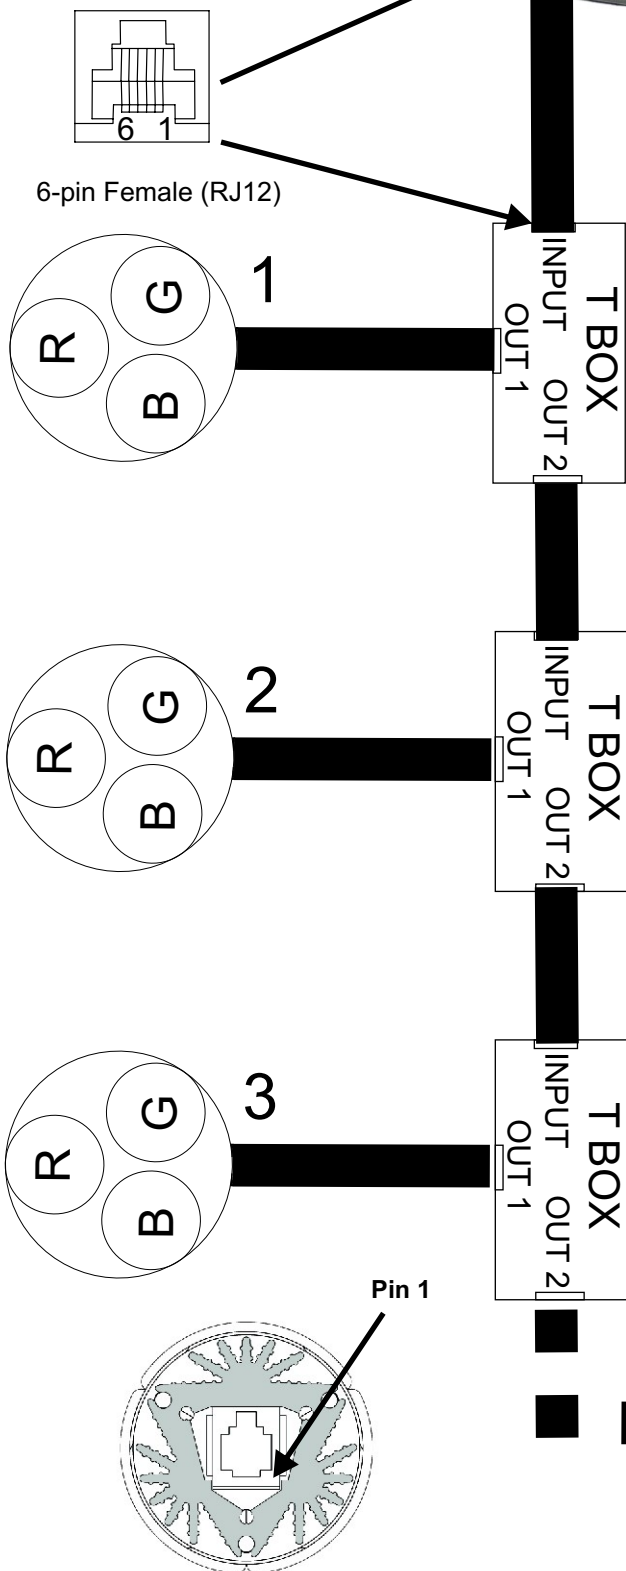 6 1
6-pin Female (RJ12)
1
R
G
B
INPUT
OUT 1
OUT 2
T BOX
2
R
G
B
INPUT
OUT 1
OUT 2
T BOX
3
R
G
B
INPUT
OUT 1
OUT 2
T BOX
Pin 1